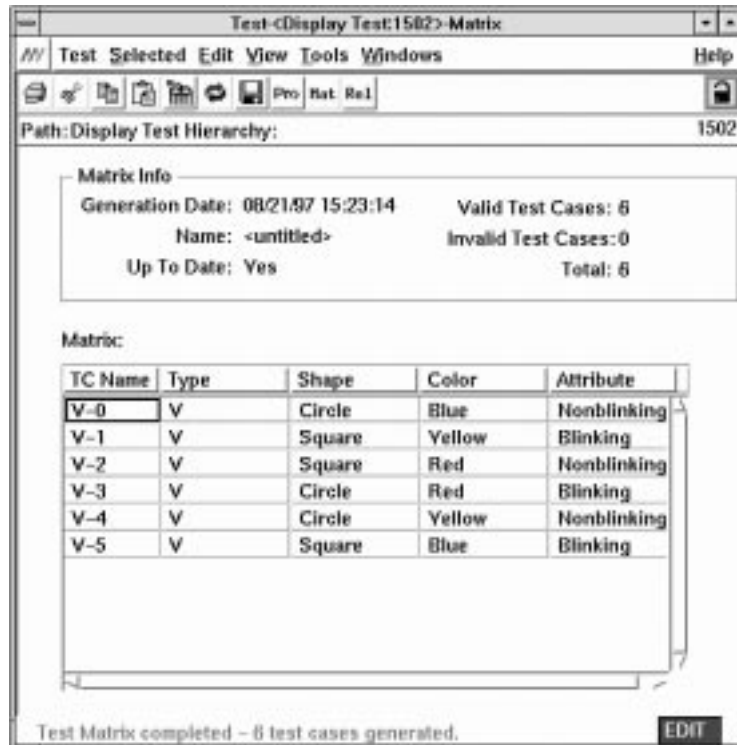 Test-<Display Test:1502>-Matrix
Test Selected Edit View Tools Windows Help
Pro Mat Rel
Path:Display Test Hierarchy: 1502
Matrix Info
Generation Date: 08/21/97 15:23:14 Valid Test Cases: 6
Name: <untitled> Invalid Test Cases:0
Up To Date: Yes Total: 6
Matrix:
TC Name Type Shape Color Attribute
V-0 V Circle Blue Nonblinking
V-1 V Square Yellow Blinking
V-2 V Square Red Nonblinking
V-3 V Circle Red Blinking
V-4 V Circle Yellow Nonblinking
V-5 V Square Blue Blinking
Test Matrix completed - 6 test cases generated. EDIT